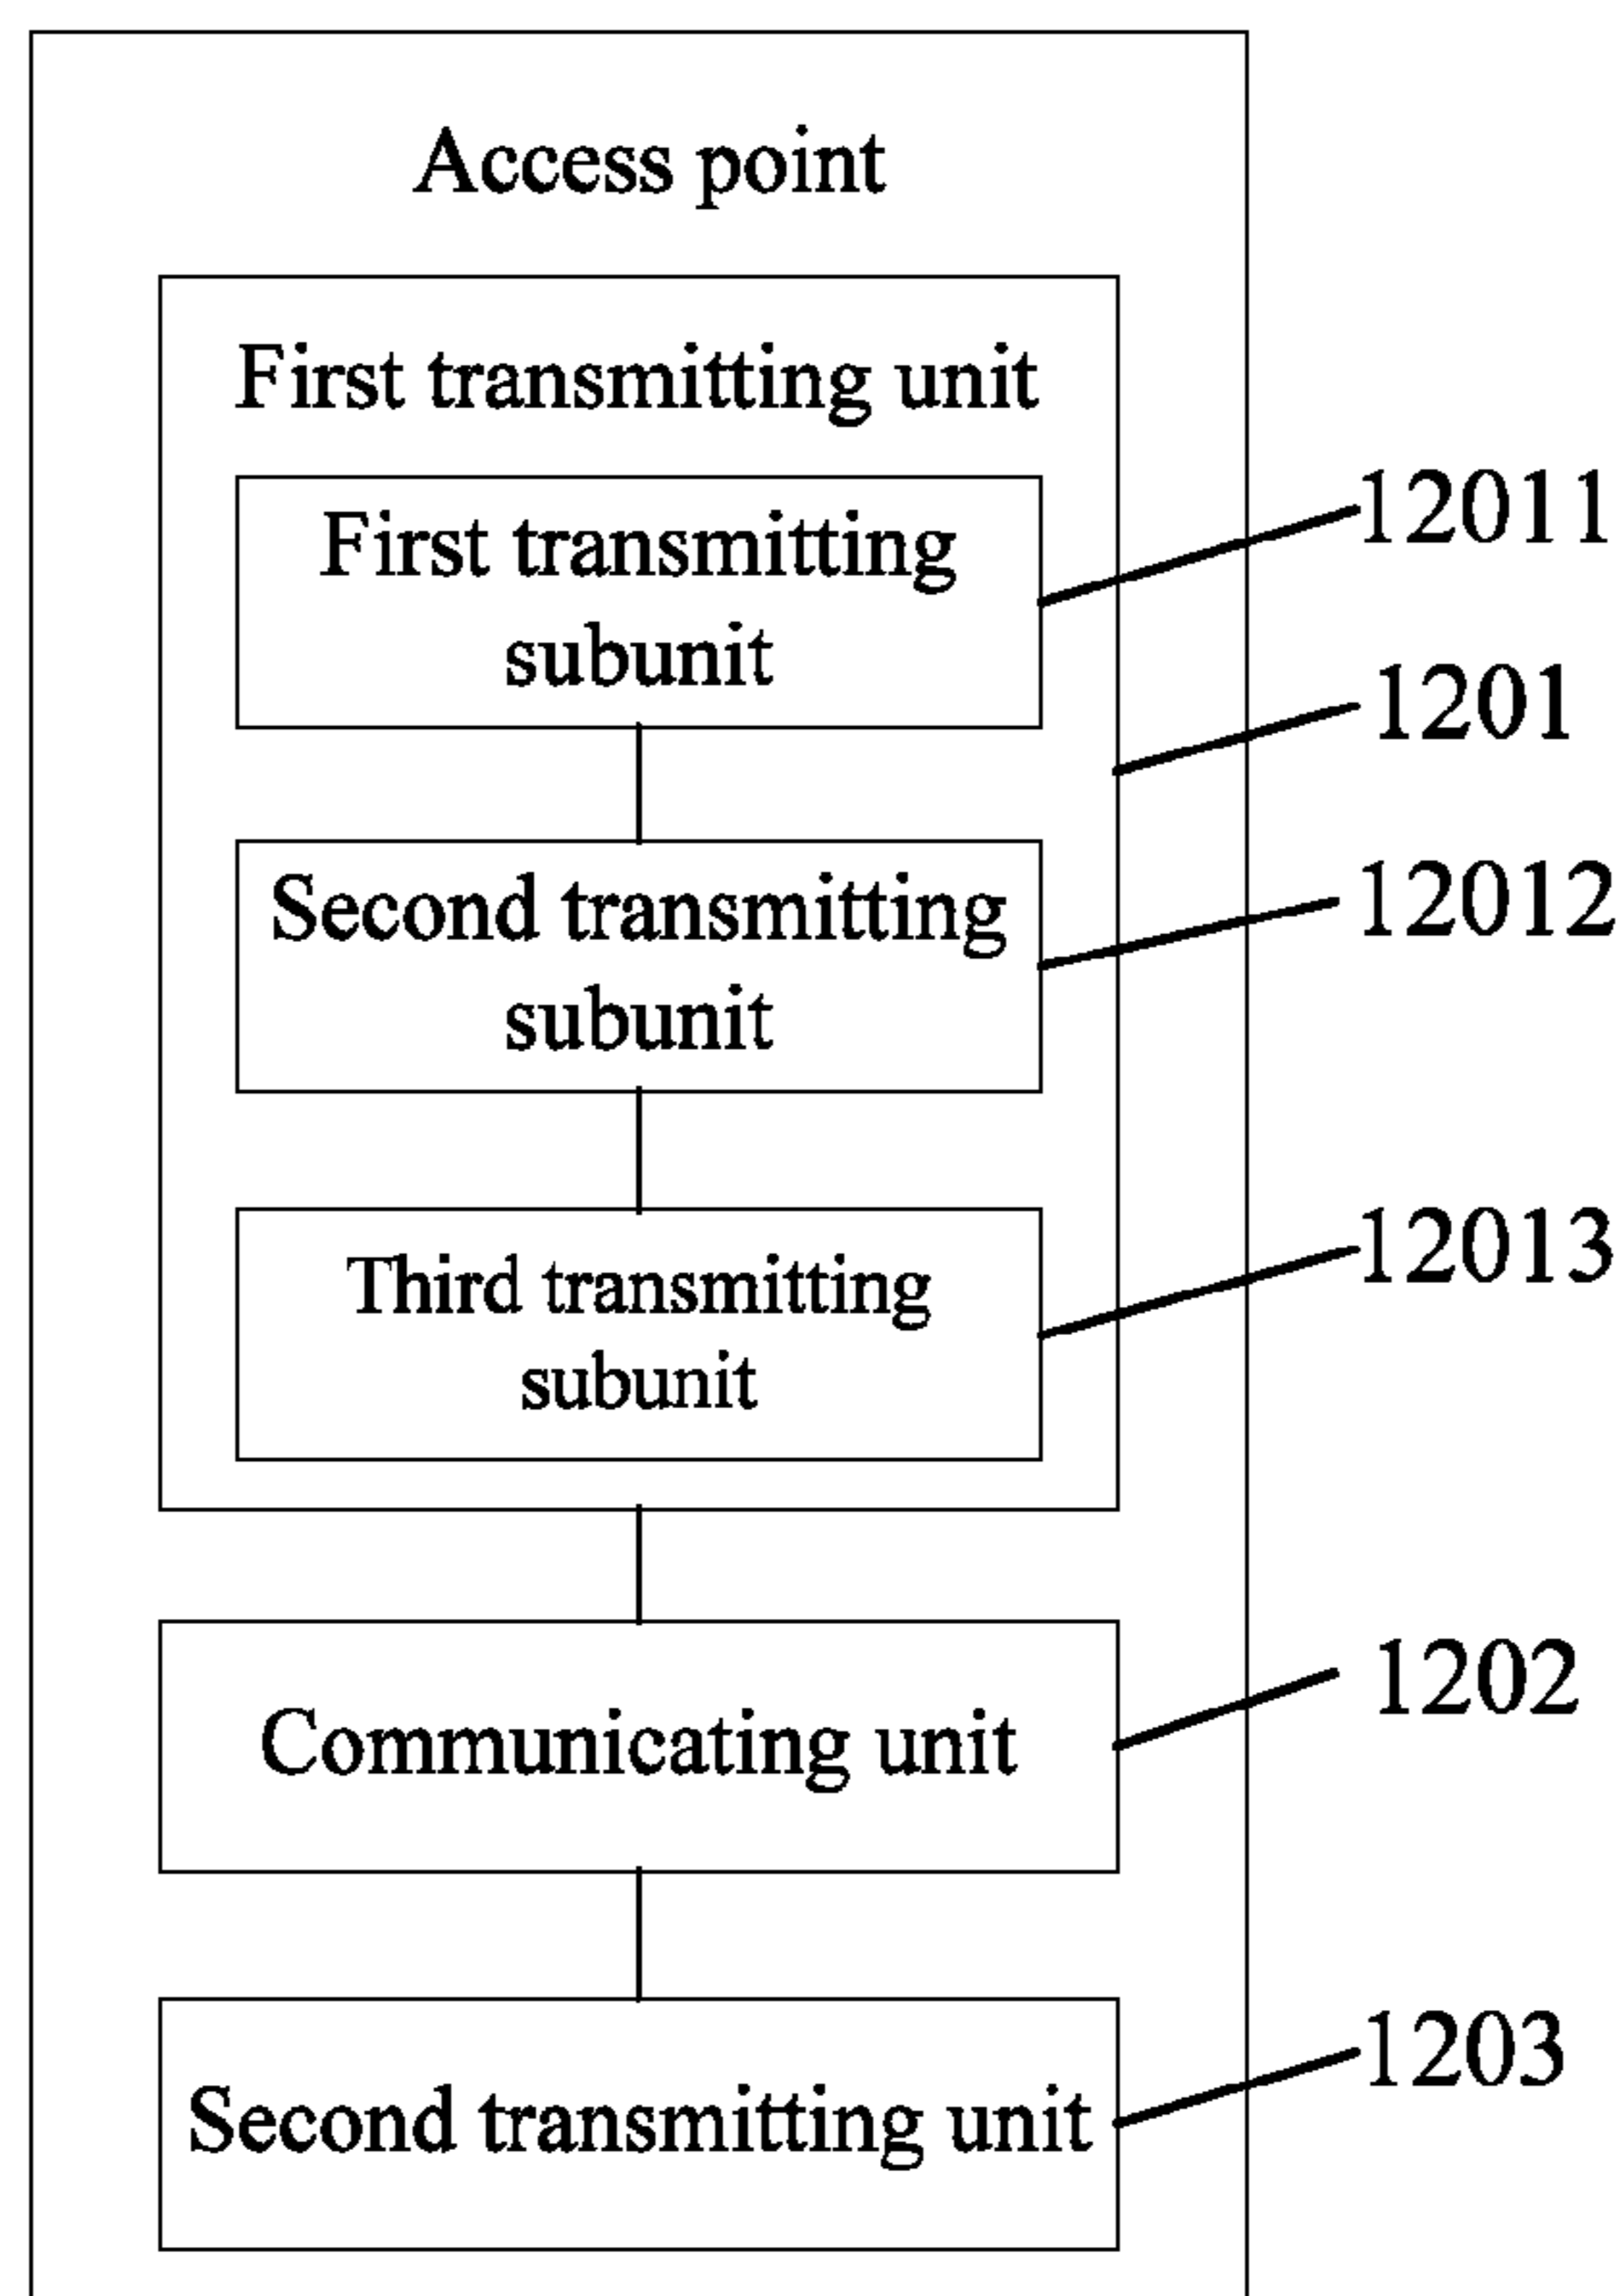 Access point
First transmitting unit
First transmitting
subunit
12011
1201
Second transmitting
subunit
12012
Third transmitting
subunit
12013
Communicating unit
1202
Second transmitting unit
1203